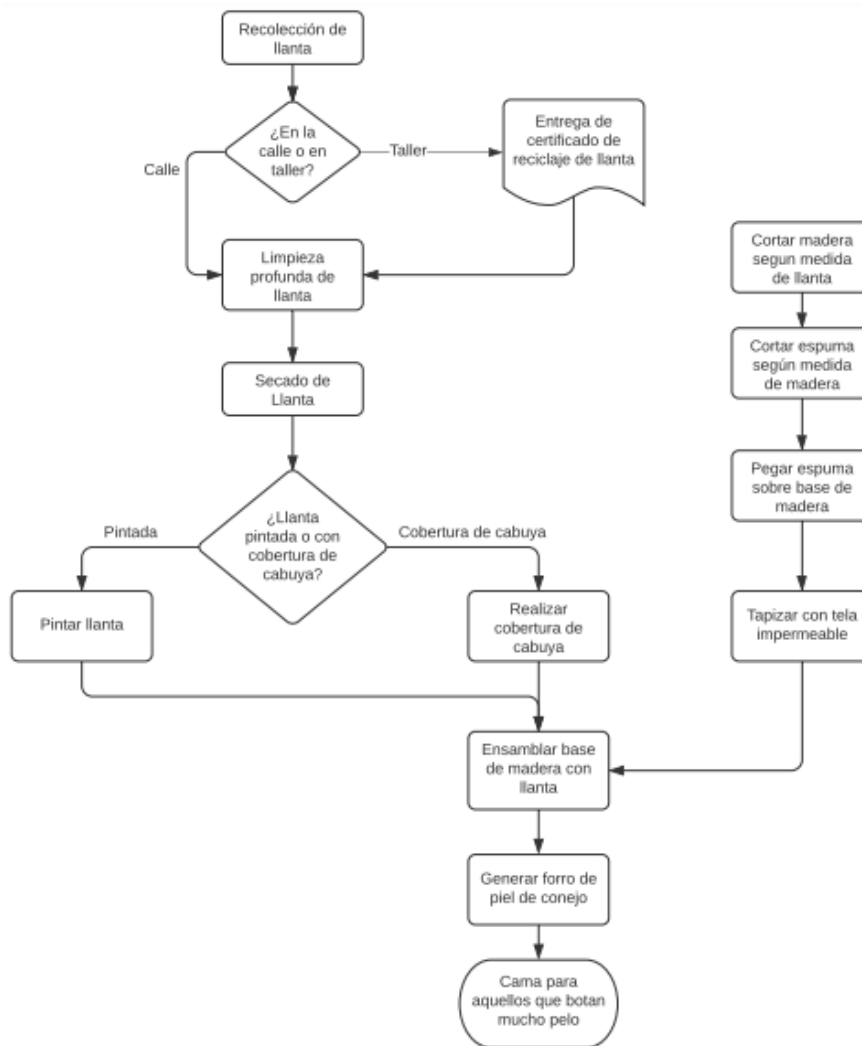 Recolección de
llanta
¿En la
calle o en
taller?
Calle
Taller
Entrega de
certificado de
reciclaje de llanta
Limpieza
profunda de
llanta
Cortar madera
segun medida
de llanta
Secado de
Llanta
Cortar espuma
según medida
de madera
¿Llanta
pintada o con
cobertura de
cabuya?
Pintada
Cobertura de cabuya
Pegar espuma
sobre base de
madera
Pintar llanta
Realizar
cobertura de
cabuya
Tapizar con tela
impermeable
Ensamblar base
de madera con
llanta
Generar forro de
piel de conejo
Cama para
aquellos que botan
mucho pelo